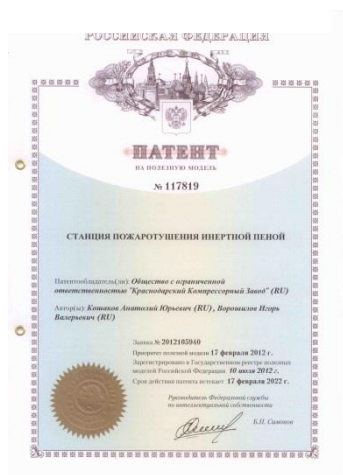 РОССИЙСКАЯ ФЕДЕРАЦИЯ
ПАТЕНТ
НА ПОЛЕЗНУЮ МОДЕЛЬ
№ 117819
СТАНЦИЯ ПОЖАРОТУШЕНИЯ ИНЕРТНОЙ ПЕНОЙ
Патентообладатель(ли): Общество с ограниченной
ответственностью "Краснодарский Компрессорный Завод" (RU)
Автор(ы): Кошаков Анатолий Юрьевич (RU), Ворошилов Игорь
Валерьевич (RU)
Заявка № 2012105940
Приоритет полезной модели 17 февраля 2012 г.
Зарегистрировано в Государственном реестре полезных
моделей Российской Федерации 10 июля 2012 г.
Срок действия патента истекает 17 февраля 2022 г.
Руководитель Федеральной службы
по интеллектуальной собственности
Б.П. Симонов